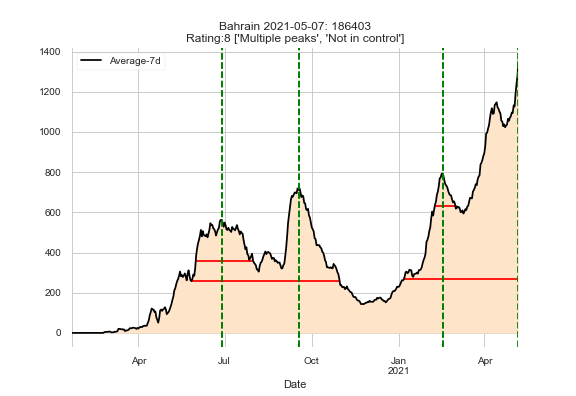 Bahrain 2021-05-07: 186403
Rating:8 ['Multiple peaks', 'Not in control']
Average-7d
1400
1200
1000
800
600
400
200
0
Apr Jul Oct Jan Apr
2021
Date